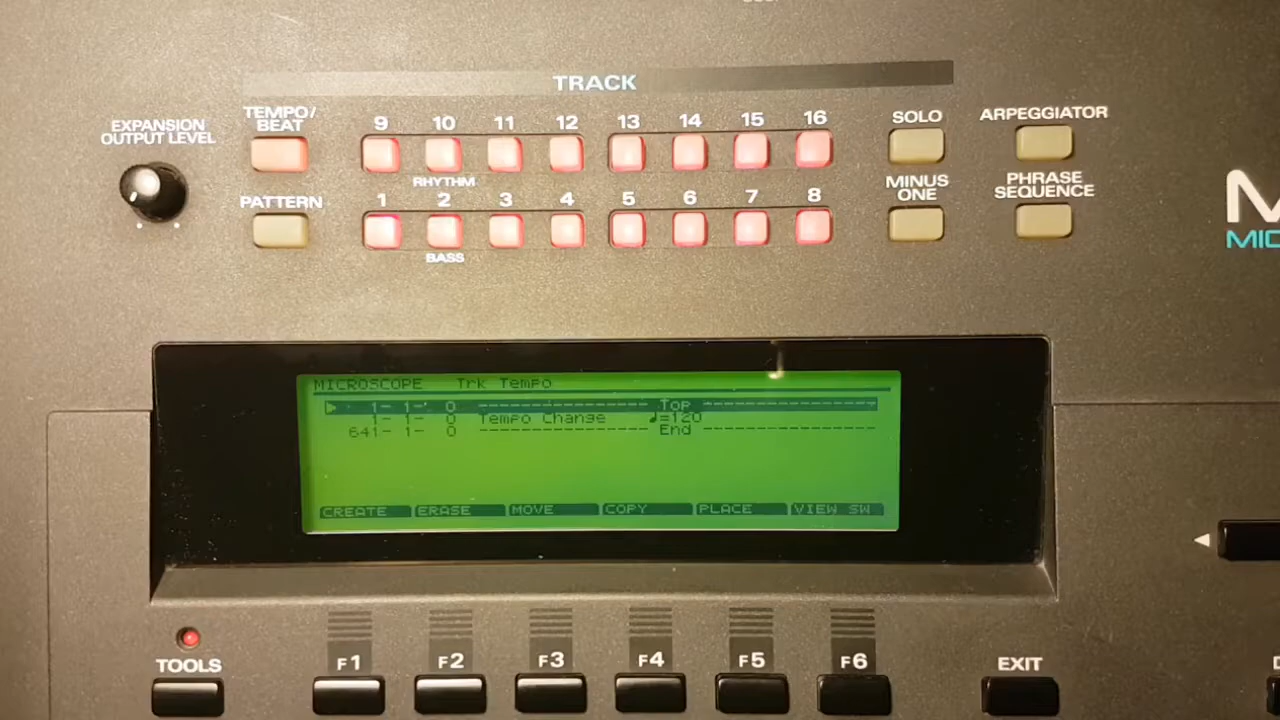 TRACK
EXPANSION
OUTPUT LEVEL
TEMPO/
BEAT
9 10 11 12 13 14 15 16
SOLO
ARPEGGIATOR
RHYTHM
PATTERN
1 2 3 4 5 6 7 8
MINUS
ONE
PHRASE
SEQUENCE
BASS
M
MIC
MICROSCOPE Trk Tempo
1- 1- 0 ------------------ Top ------------------
1- 1- 0 Tempo Change ♩=120
641- 1- 0 ------------------ End ------------------
CREATE ERASE MOVE COPY PLACE VIEW SW
TOOLS
F1 F2 F3 F4 F5 F6
EXIT